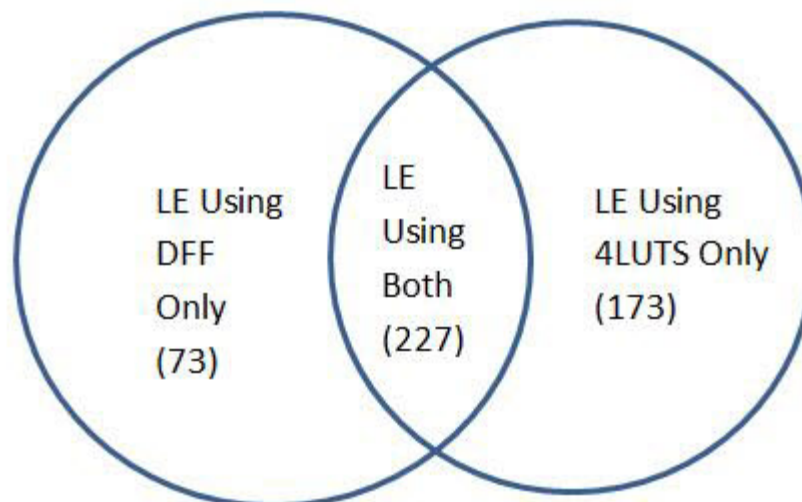 LE Using
DFF
Only
(73)
LE
Using
Both
(227)
LE Using
4LUTS Only
(173)